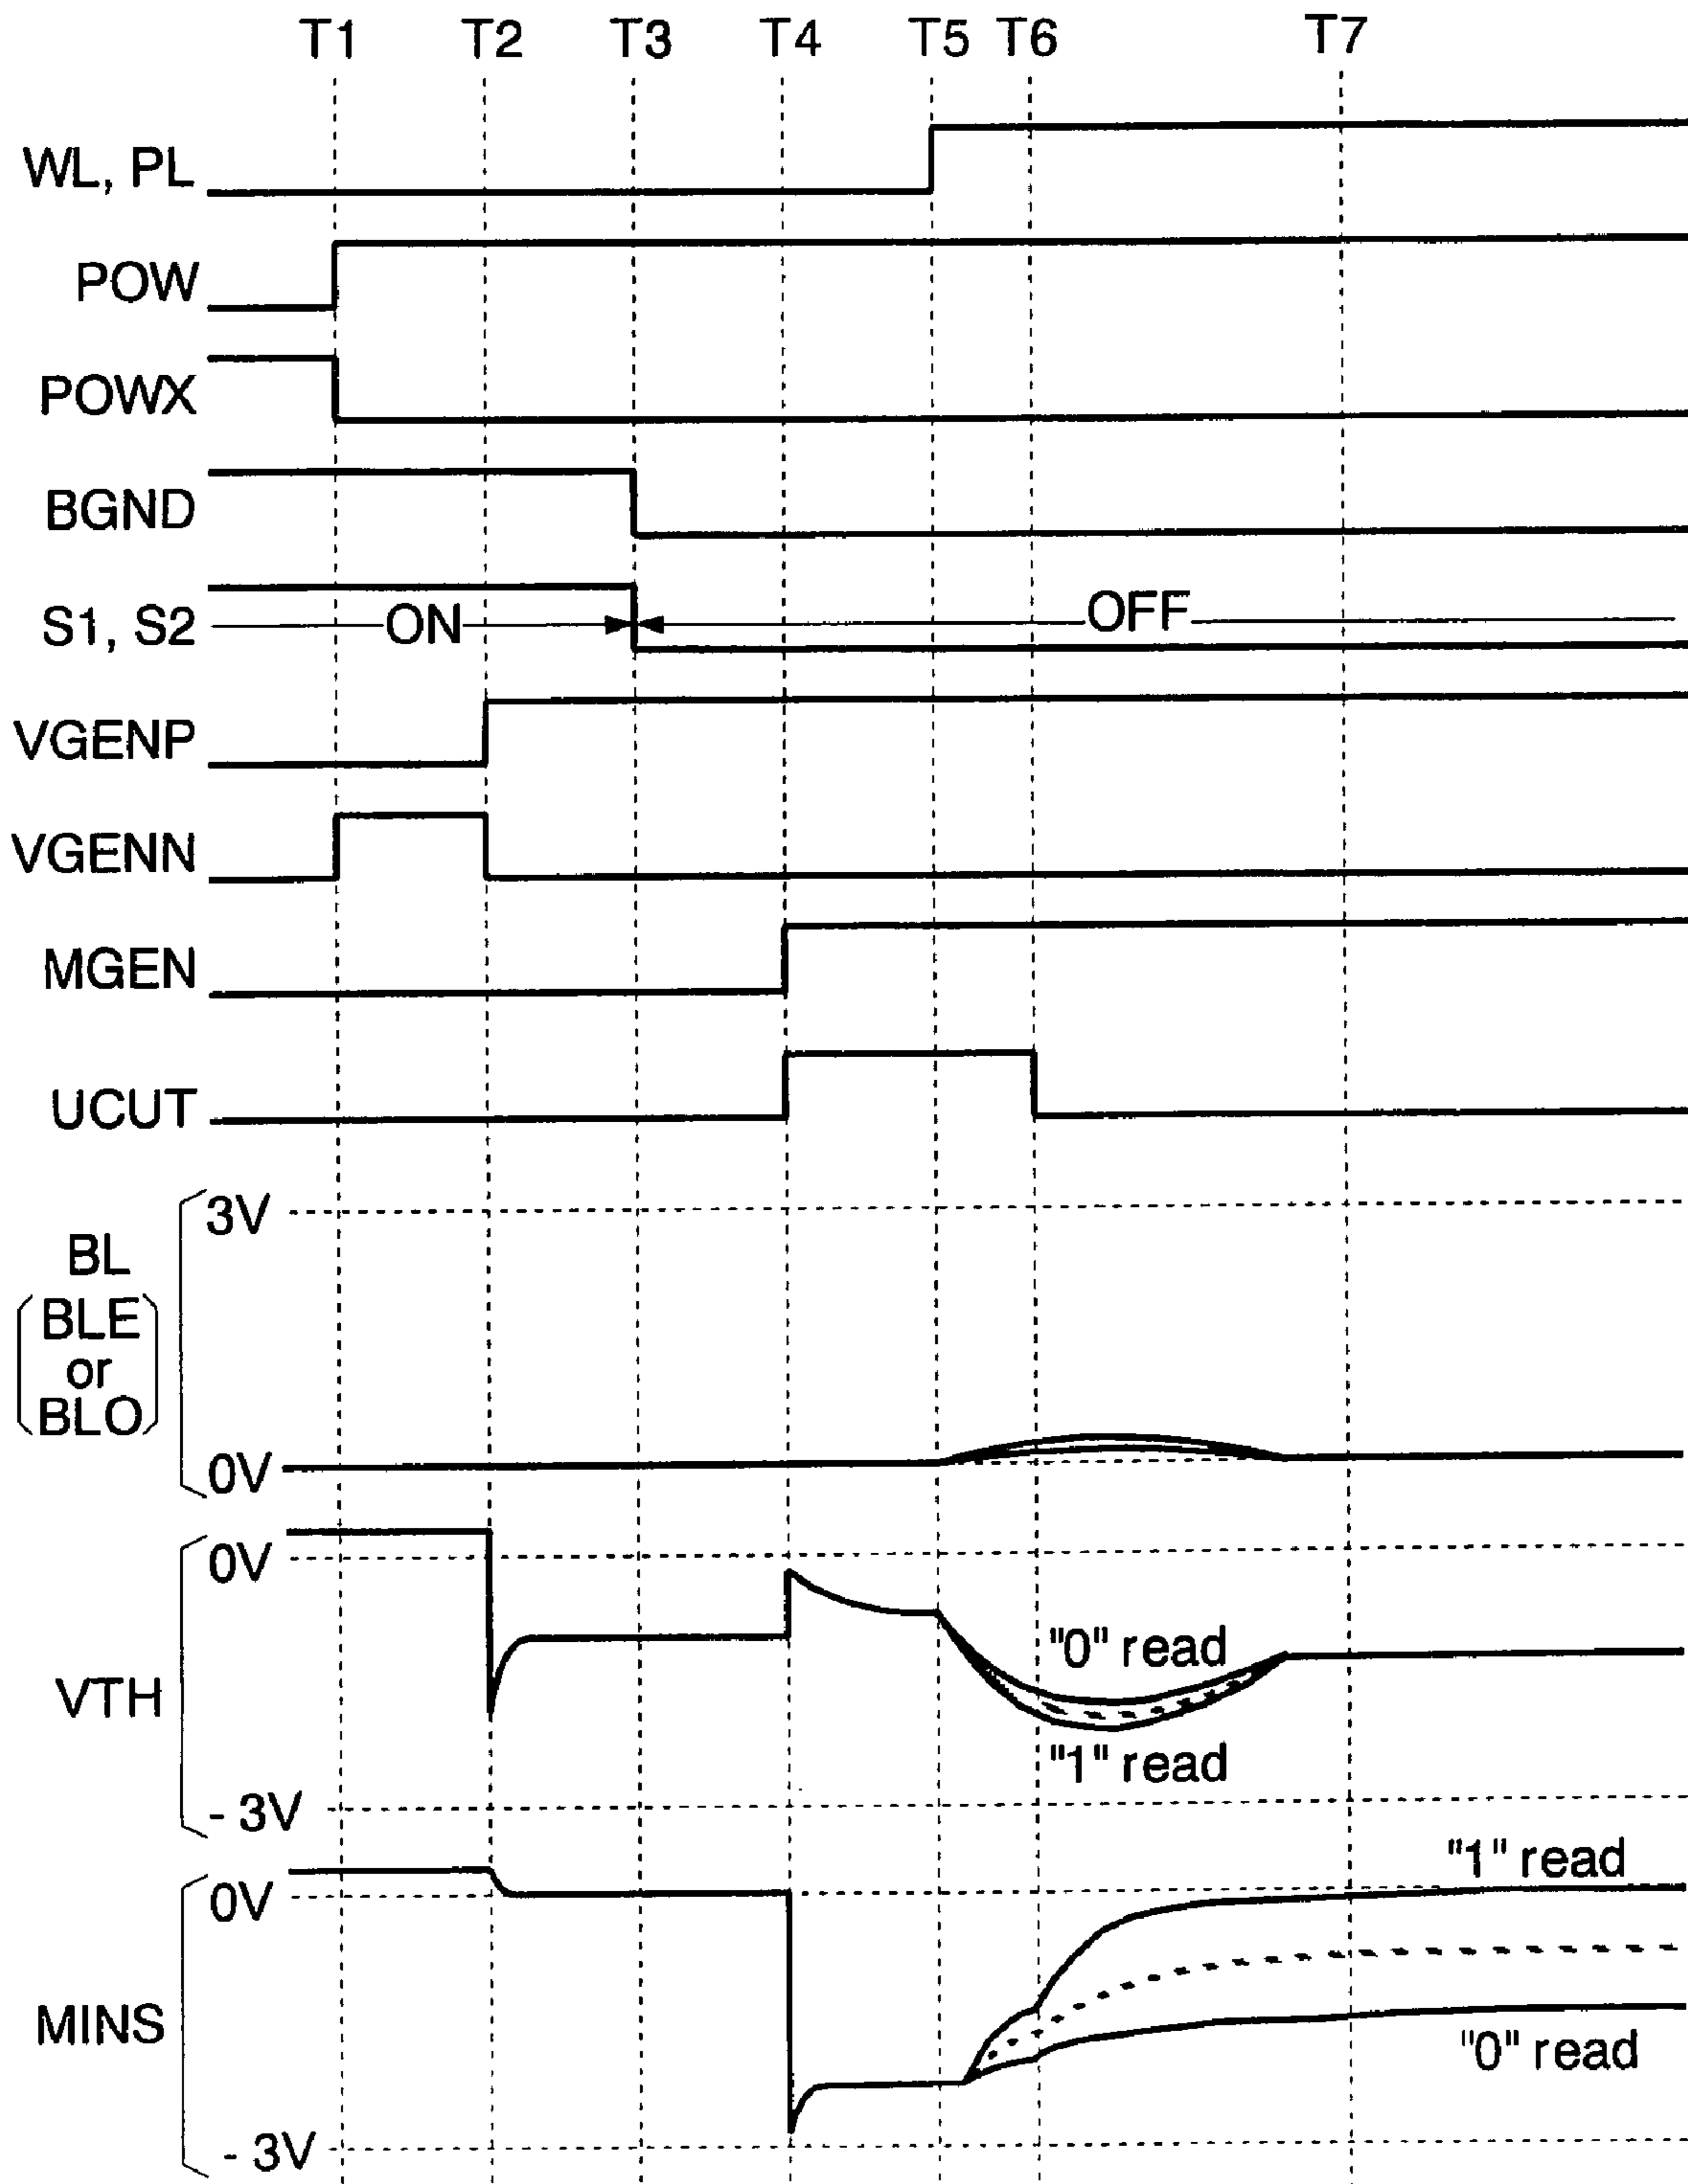 T1 T2 T3 T4 T5 T6 T7
WL, PL
POW
POWX
BGND
S1, S2 ON OFF
VGENP
VGENN
MGEN
UCUT
3V
BL
(BLE
or
BLO)
0V
0V
"0" read
VTH
"1" read
- 3V
"1" read
0V
MINS
"0" read
- 3V